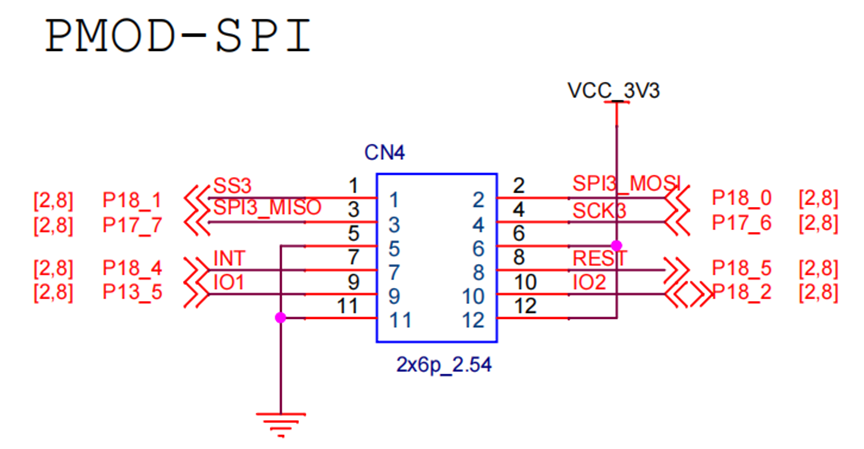 PMOD-SPI
VCC_3V3
CN4
[2,8] P18_1 SS3 1 1 2 2 SPI3_MOSI P18_0 [2,8]
[2,8] P17_7 SPI3_MISO 3 3 4 4 SCK3 P17_6 [2,8]
5 5 6 6
[2,8] P18_4 INT 7 7 8 8 REST P18_5 [2,8]
[2,8] P13_5 IO1 9 9 10 10 IO2 P18_2 [2,8]
11 11 12 12
2x6p_2.54